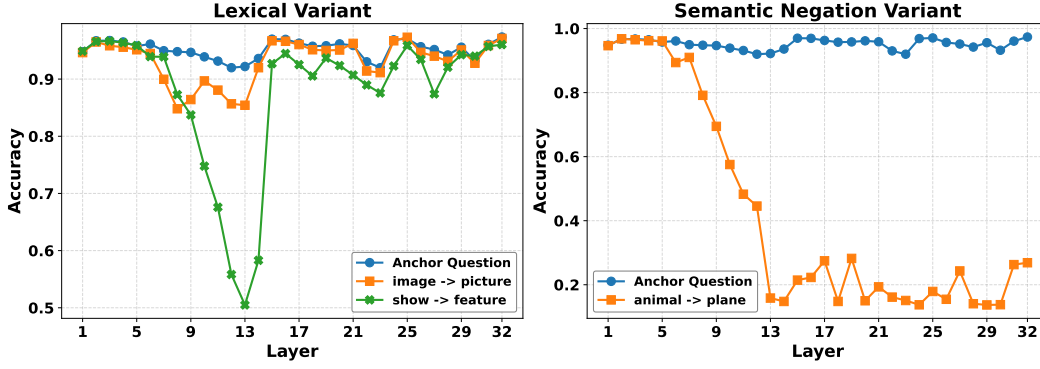 Lexical Variant
Accuracy
0.9
0.8
0.7
0.6
0.5
Anchor Question
image -> picture
show -> feature
1 5 9 13 17 21 25 29 32
Layer
Semantic Negation Variant
Accuracy
1.0
0.8
0.6
0.4
0.2
Anchor Question
animal -> plane
1 5 9 13 17 21 25 29 32
Layer